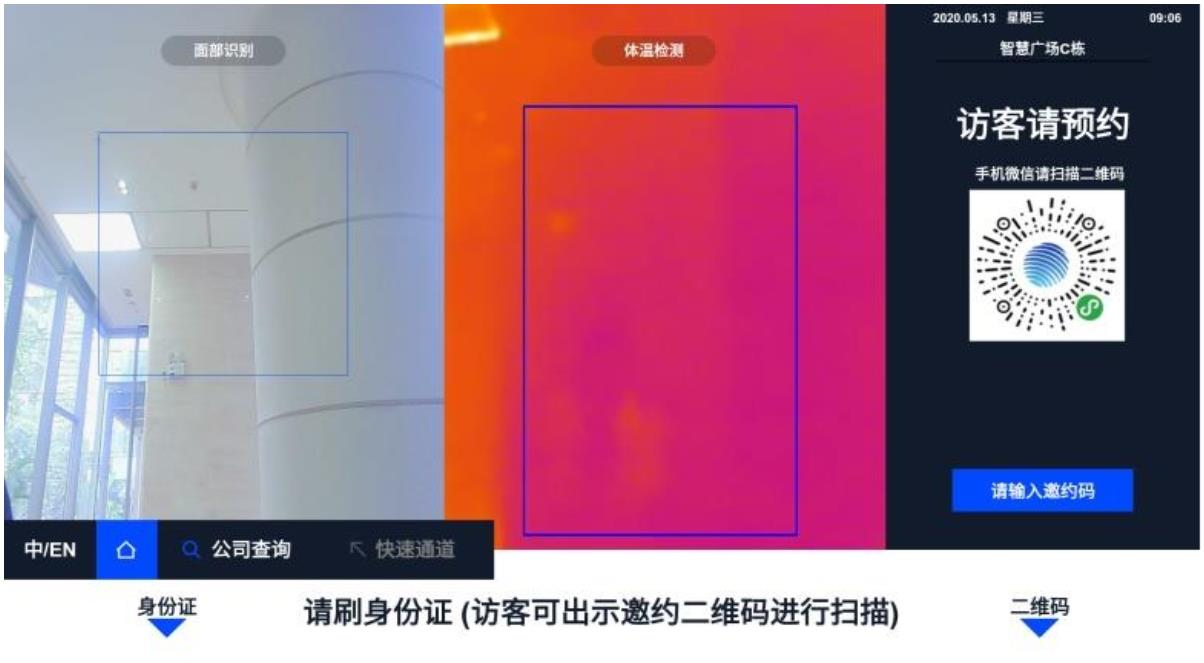 面部识别
体温检测
2020.05.13 星期三 09:06
智慧广场C栋
访客请预约
手机微信请扫描二维码
请输入邀约码
中/EN
公司查询
快速通道
身份证
请刷身份证 (访客可出示邀约二维码进行扫描)
二维码